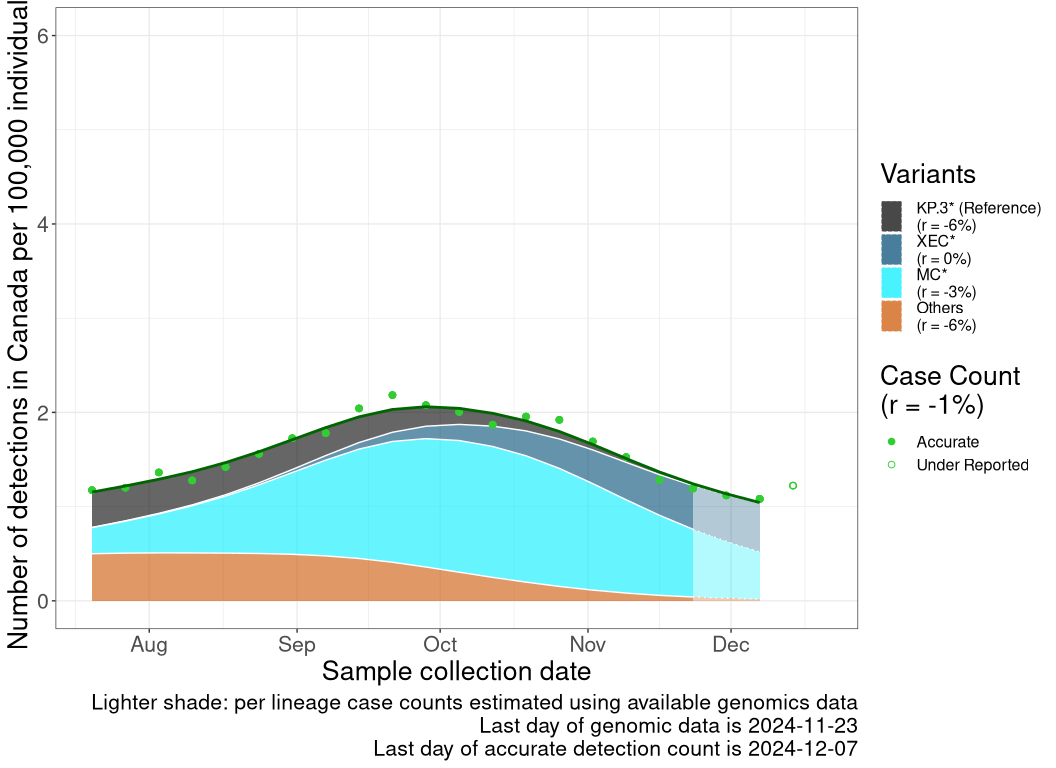 Number of detections in Canada per 100,000 individual
6
4
2
0
Aug Sep Oct Nov Dec
Sample collection date
Lighter shade: per lineage case counts estimated using available genomics data
Last day of genomic data is 2024-11-23
Last day of accurate detection count is 2024-12-07
Variants
KP.3* (Reference)
(r = -6%)
XEC*
(r = 0%)
MC*
(r = -3%)
Others
(r = -6%)
Case Count
(r = -1%)
Accurate
Under Reported